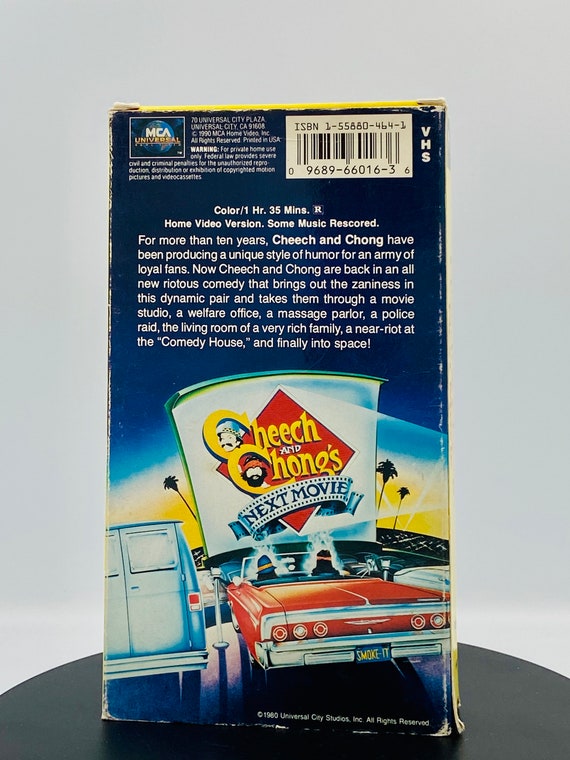 MCA
UNIVERSAL
HOME VIDEO
TM
70 UNIVERSAL CITY PLAZA
UNIVERSAL CITY, CA 91608.
© 1990 MCA Home Video, Inc.
All Rights Reserved. Printed in USA
WARNING: For private home use
only. Federal law provides severe
civil and criminal penalties for the unauthorized repro-
duction, distribution or exhibition of copyrighted motion
pictures and videocassettes.
ISBN 1-55880-464-1
0 9689-66016-3 6
VHS
Color/1 Hr. 35 Mins. R
Home Video Version. Some Music Rescored.
For more than ten years, Cheech and Chong have
been producing a unique style of humor for an army of
loyal fans. Now Cheech and Chong are back in an all
new riotous comedy that brings out the zaniness in
this dynamic pair and takes them through a movie
studio, a welfare office, a massage parlor, a police
raid, the living room of a very rich family, a near-riot at
the “Comedy House,” and finally into space!
Cheech
AND
Chong's
NEXT MOVIE
SMOKE-IT
©1980 Universal City Studios, Inc. All Rights Reserved.